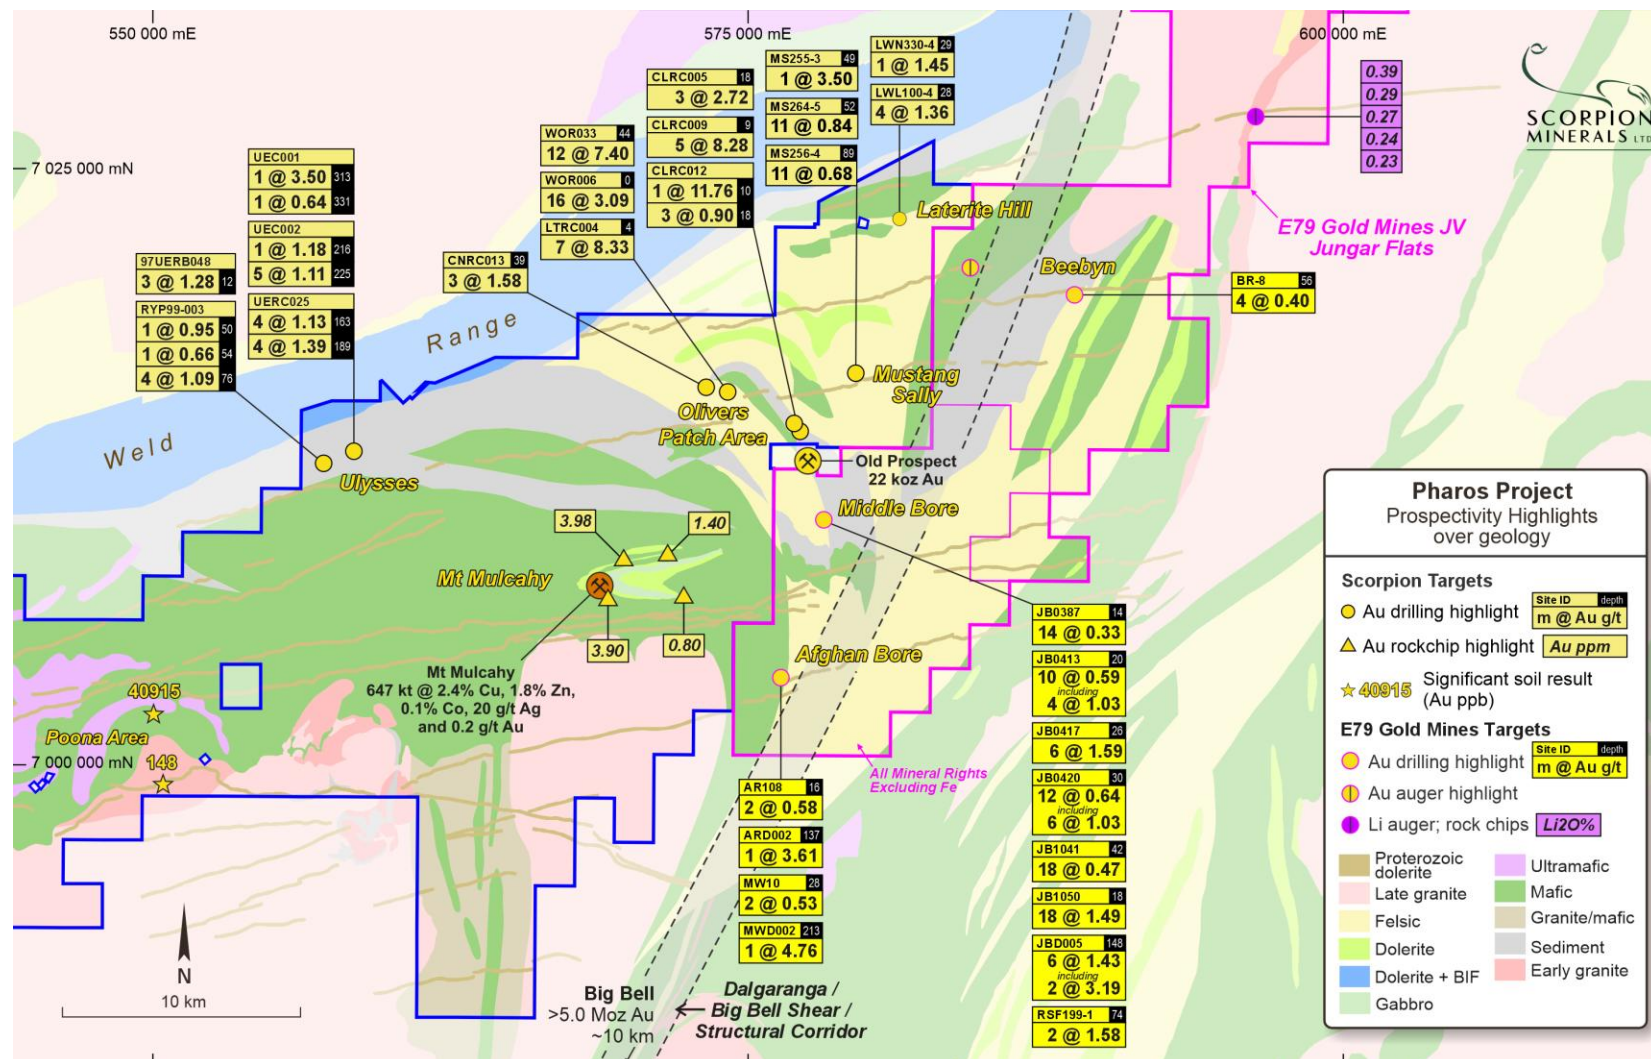 550 000 mE
575 000 mE
600 000 mE
7 025 000 mN
7 000 000 mN
SCORPION
MINERALS LTD
0.39
0.29
0.27
0.24
0.23
E79 Gold Mines JV
Jungar Flats
LWN330-4 29
1 @ 1.45
LWL100-4 28
4 @ 1.36
MS255-3 49
1 @ 3.50
MS264-5 52
11 @ 0.84
MS256-4 89
11 @ 0.68
CLRC005 18
3 @ 2.72
CLRC009 9
5 @ 8.28
CLRC012
1 @ 11.76 10
3 @ 0.90 18
WOR033 44
12 @ 7.40
WOR006 0
16 @ 3.09
LTRC004 4
7 @ 8.33
CNRC013 39
3 @ 1.58
UEC001
1 @ 3.50 313
1 @ 0.64 331
UEC002
1 @ 1.18 216
5 @ 1.11 225
UERC025
4 @ 1.13 163
4 @ 1.39 189
97UERB048
3 @ 1.28 12
RYP99-003
1 @ 0.95 50
1 @ 0.66 54
4 @ 1.09 76
BR-8 56
4 @ 0.40
Weld Range
Laterite Hill
Beebyn
Mustang
Sally
Olivers
Patch Area
Ulysses
Old Prospect
22 koz Au
Middle Bore
3.98
1.40
Mt Mulcahy
3.90
0.80
Mt Mulcahy
647 kt @ 2.4% Cu, 1.8% Zn,
0.1% Co, 20 g/t Ag
and 0.2 g/t Au
Afghan Bore
40915
Poona Area
148
All Mineral Rights
Excluding Fe
AR108 16
2 @ 0.58
ARD002 137
1 @ 3.61
MW10 28
2 @ 0.53
MWD002 213
1 @ 4.76
JB0387 14
14 @ 0.33
JB0413 20
10 @ 0.59
including
4 @ 1.03
JB0417 26
6 @ 1.59
JB0420 30
12 @ 0.64
including
6 @ 1.03
JB1041 42
18 @ 0.47
JB1050 18
18 @ 1.49
JBD005 148
6 @ 1.43
including
2 @ 3.19
RSF199-1 74
2 @ 1.58
N
10 km
Big Bell
>5.0 Moz Au
~10 km
Dalgaranga /
Big Bell Shear /
Structural Corridor
Pharos Project
Prospectivity Highlights
over geology
Scorpion Targets
Au drilling highlight
Site ID depth
m @ Au g/t
Au rockchip highlight Au ppm
40915 Significant soil result
(Au ppb)
E79 Gold Mines Targets
Au drilling highlight
Site ID depth
m @ Au g/t
Au auger highlight
Li auger; rock chips Li2O%
Proterozoic
dolerite
Late granite
Felsic
Dolerite
Dolerite + BIF
Gabbro
Ultramafic
Mafic
Granite/mafic
Sediment
Early granite